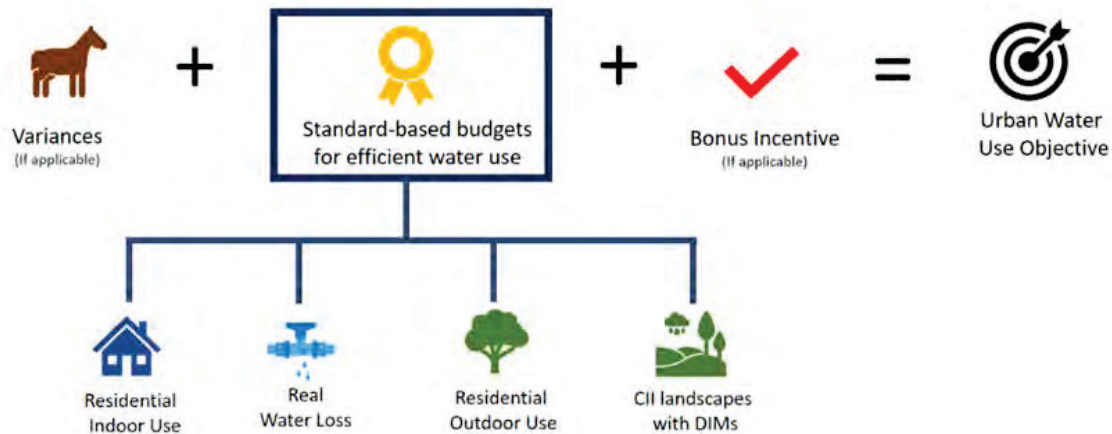 +
+
=
Variances
(If applicable)
Standard-based budgets
for efficient water use
Bonus Incentive
(If applicable)
Urban Water
Use Objective
Residential
Indoor Use
Real
Water Loss
Residential
Outdoor Use
CII landscapes
with DIMs